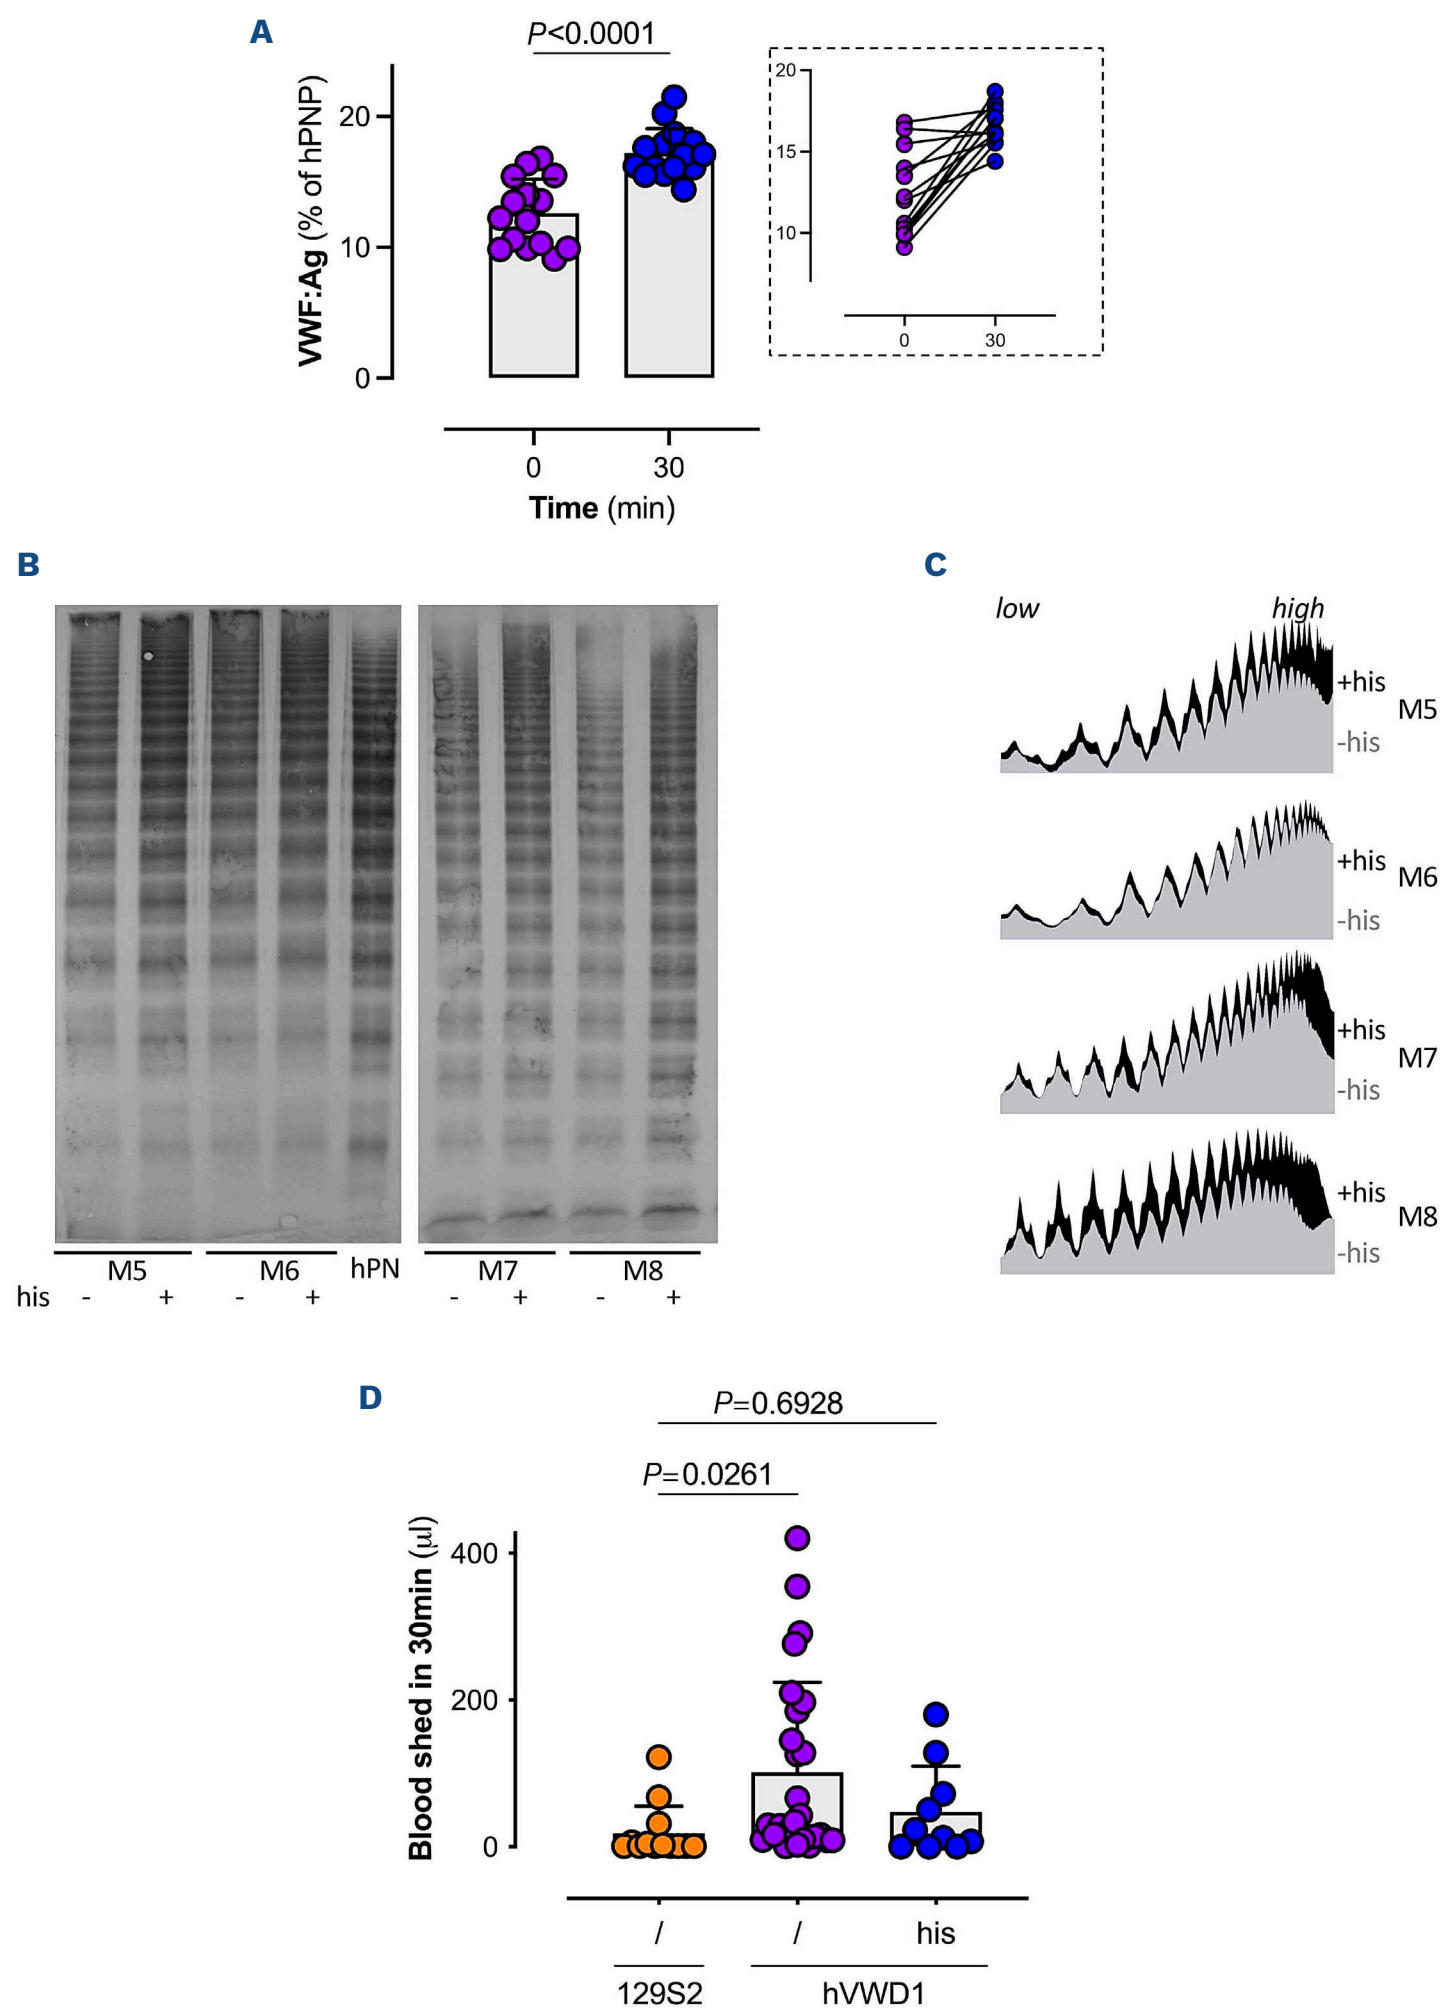 A
P<0.0001
VWF:Ag (% of hPNP)
20
10
0
0 30
Time (min)
20
15
10
0 30
B
M5 M6 hPN M7 M8
his - + - + - + - +
C
low high
+his
M5
-his
+his
M6
-his
+his
M7
-his
+his
M8
-his
D
P=0.6928
P=0.0261
Blood shed in 30min (µl)
400
200
0
/ / his
129S2 hVWD1